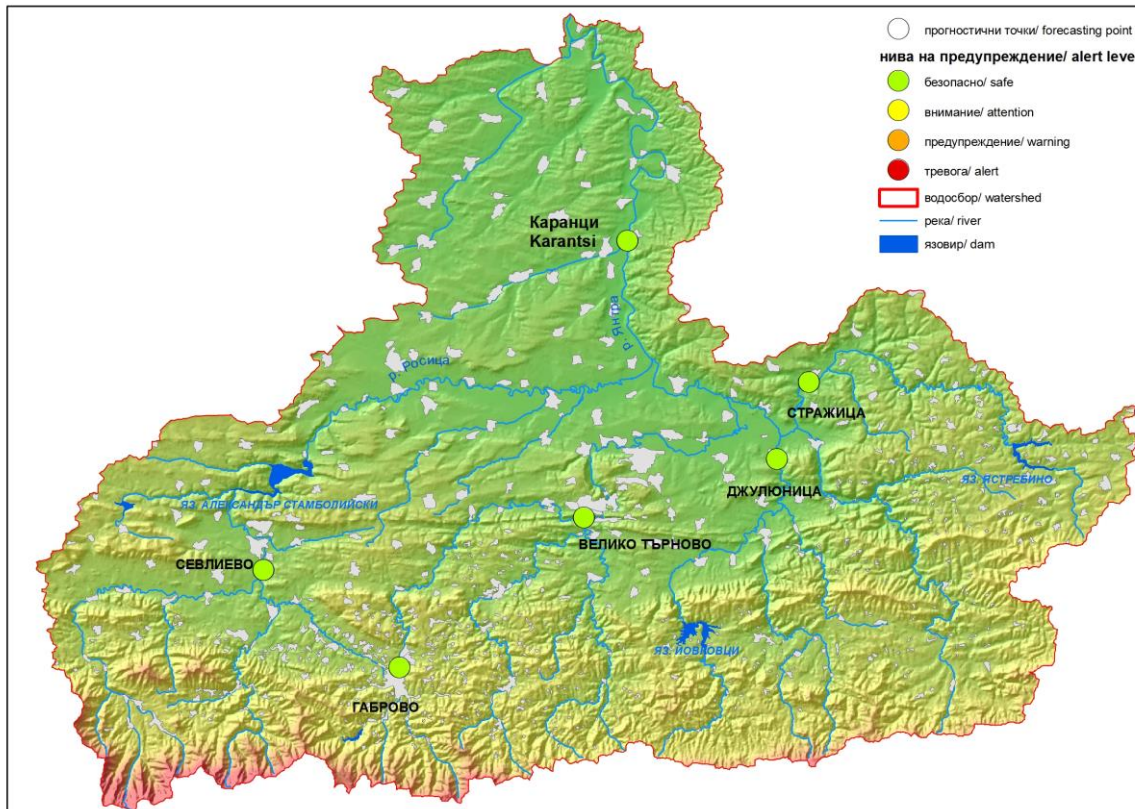 прогностични точки/ forecasting point
нива на предупреждение/ alert leve
безопасно/ safe
внимание/ attention
предупреждение/ warning
тревога/ alert
водосбор/ watershed
река/ river
язовир/ dam
Каранци
Karantsi
р. Янтра
р. Росица
СТРАЖИЦА
ДЖУЛЮНИЦА
ЯЗ. ЯСТРЕБИНО
ЯЗ. АЛЕКСАНДЪР СТАМБОЛИЙСКИ
ВЕЛИКО ТЪРНОВО
СЕВЛИЕВО
ЯЗ. ЙОВКОВЦИ
ГАБРОВО